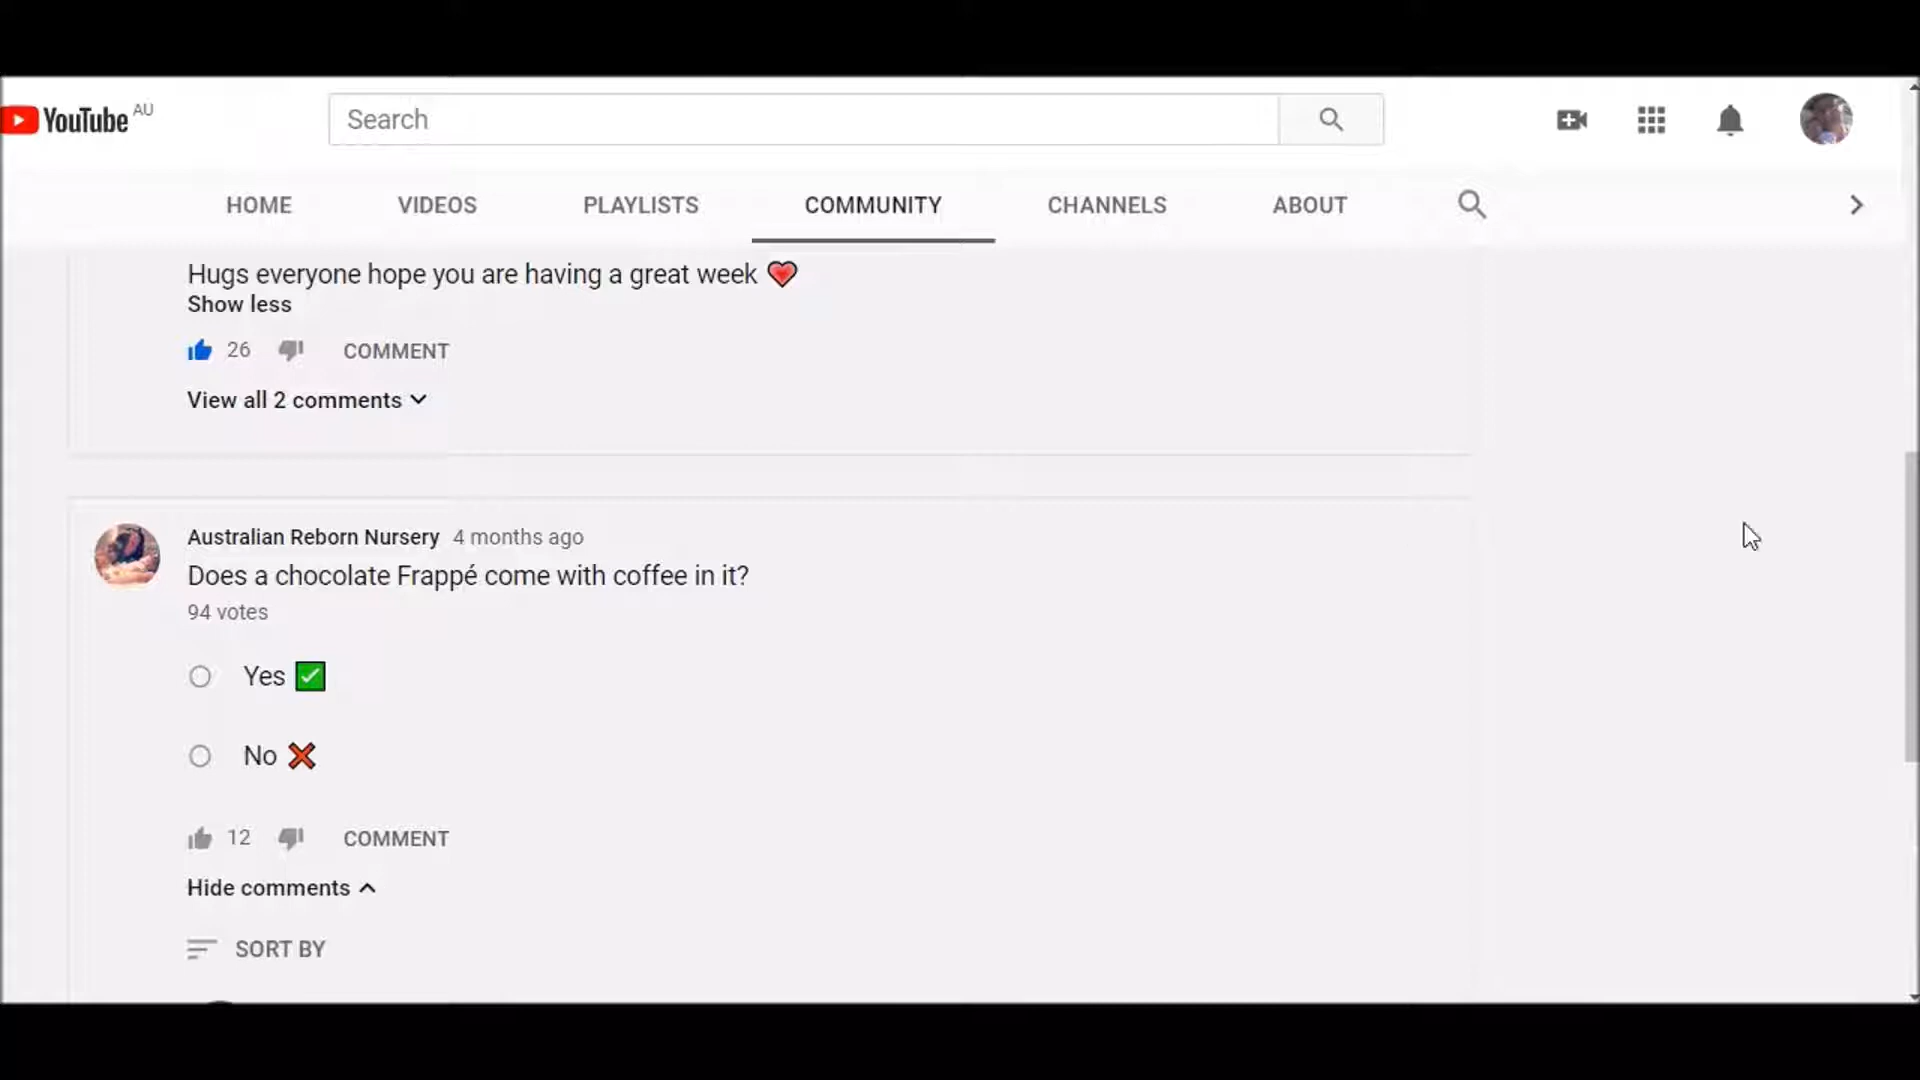 YouTube AU
Search
HOME VIDEOS PLAYLISTS COMMUNITY CHANNELS ABOUT
Hugs everyone hope you are having a great week ❤️
Show less
26 COMMENT
View all 2 comments
Australian Reborn Nursery 4 months ago
Does a chocolate Frappé come with coffee in it?
94 votes
Yes ✅
No ❌
12 COMMENT
Hide comments
SORT BY